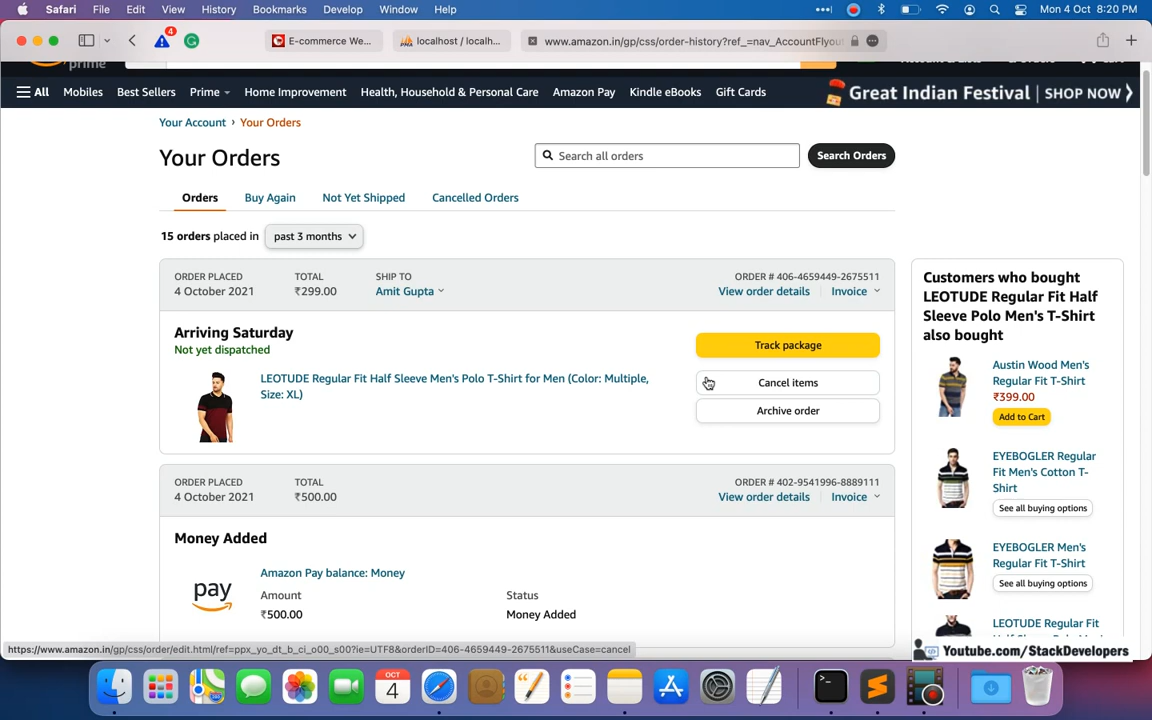 Safari File Edit View History Bookmarks Develop Window Help Mon 4 Oct 8:20 PM
4
E-commerce We... localhost / localh... www.amazon.in/gp/css/order-history?ref_=nav_AccountFlyou
prime
All Mobiles Best Sellers Prime Home Improvement Health, Household & Personal Care Amazon Pay Kindle eBooks Gift Cards Great Indian Festival | SHOP NOW
Your Account › Your Orders
Your Orders
Search all orders
Search Orders
Orders Buy Again Not Yet Shipped Cancelled Orders
15 orders placed in past 3 months
ORDER PLACED TOTAL SHIP TO ORDER # 406-4659449-2675511
4 October 2021 ₹299.00 Amit Gupta View order details Invoice
Arriving Saturday
Not yet dispatched
LEOTUDE Regular Fit Half Sleeve Men's Polo T-Shirt for Men (Color: Multiple,
Size: XL)
Track package
Cancel items
Archive order
ORDER PLACED TOTAL ORDER # 402-9541996-8889111
4 October 2021 ₹500.00 View order details Invoice
Money Added
pay
Amazon Pay balance: Money
Amount Status
₹500.00 Money Added
Customers who bought
LEOTUDE Regular Fit Half
Sleeve Polo Men's T-Shirt
also bought
Austin Wood Men's
Regular Fit T-Shirt
₹399.00
Add to Cart
EYEBOGLER Regular
Fit Men's Cotton T-
Shirt
See all buying options
EYEBOGLER Men's
Regular Fit T-Shirt
See all buying options
LEOTUDE Regular Fit
https://www.amazon.in/gp/css/order/edit.html/ref=ppx_yo_dt_b_ci_o00_s00?ie=UTF8&orderID=406-4659449-2675511&useCase=cancel
Youtube.com/StackDevelopers
OCT
4